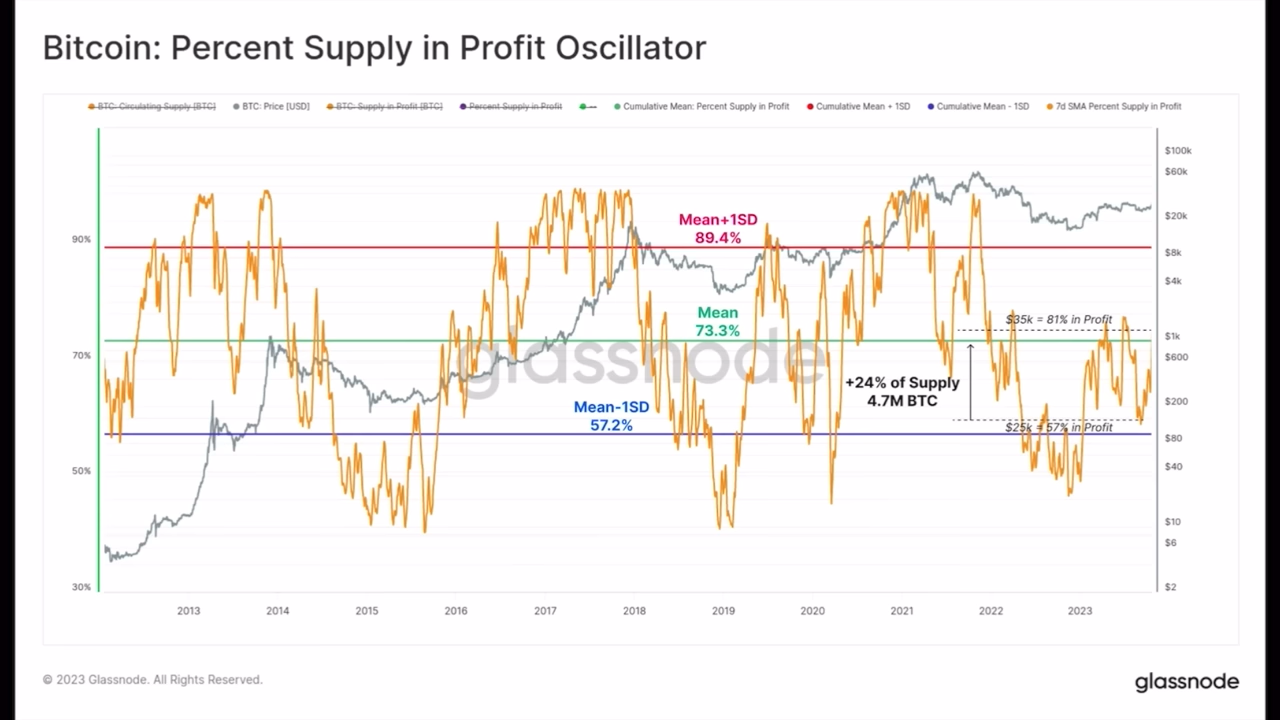 Bitcoin: Percent Supply in Profit Oscillator
BTC: Circulating Supply [BTC] BTC: Price [USD] BTC: Supply in Profit [BTC] Percent Supply in Profit — Cumulative Mean: Percent Supply in Profit Cumulative Mean + 1SD Cumulative Mean - 1SD 7d SMA Percent Supply in Profit
90%
70%
50%
30%
$100k
$60k
$20k
$8k
$4k
$1k
$600
$200
$80
$40
$10
$6
$2
Mean+1SD
89.4%
Mean
73.3%
Mean-1SD
57.2%
$35k = 81% in Profit
+24% of Supply
4.7M BTC
$25k = 57% in Profit
glassnode
2013 2014 2015 2016 2017 2018 2019 2020 2021 2022 2023
© 2023 Glassnode. All Rights Reserved.
glassnode